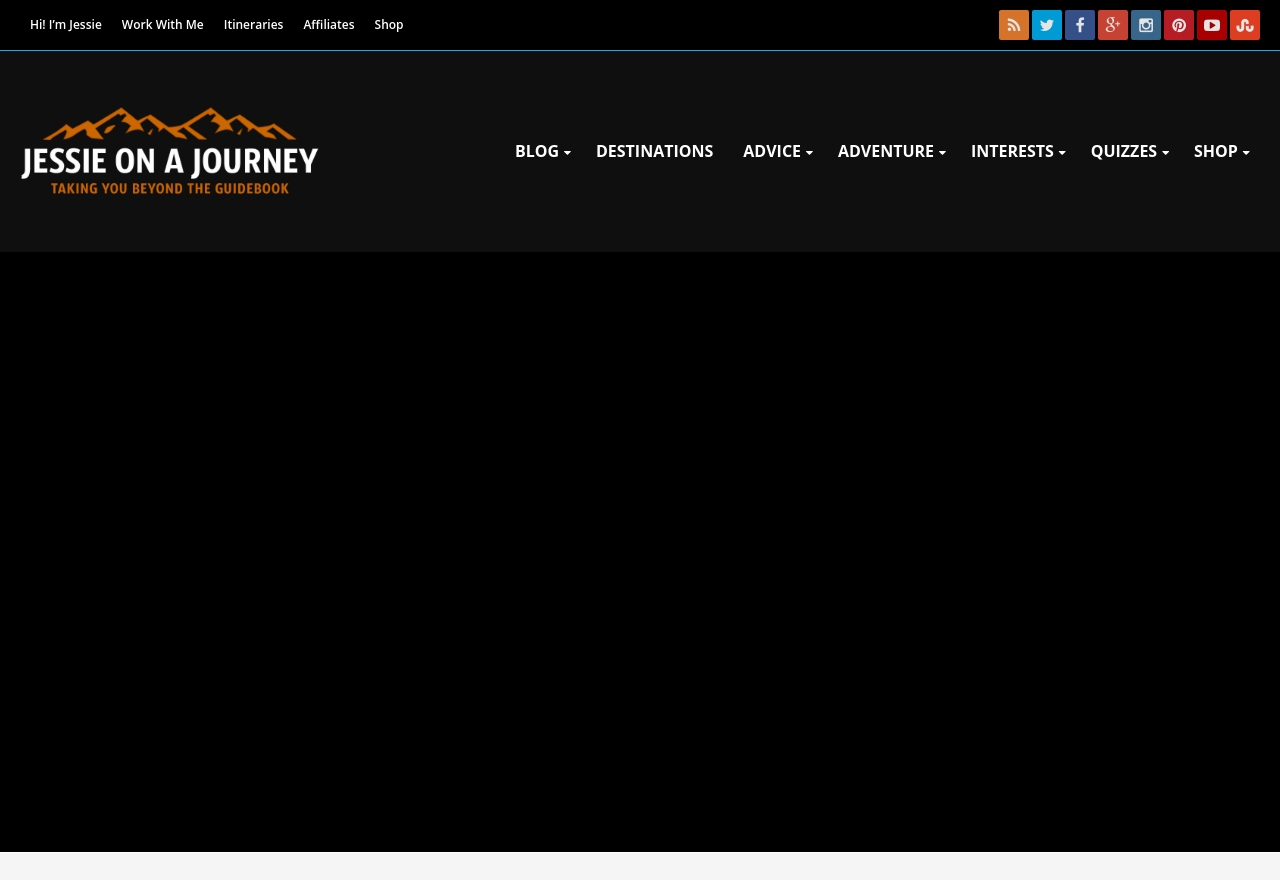 Hi! I’m Jessie Work With Me Itineraries Affiliates Shop
JESSIE ON A JOURNEY
TAKING YOU BEYOND THE GUIDEBOOK
BLOG DESTINATIONS ADVICE ADVENTURE INTERESTS QUIZZES SHOP